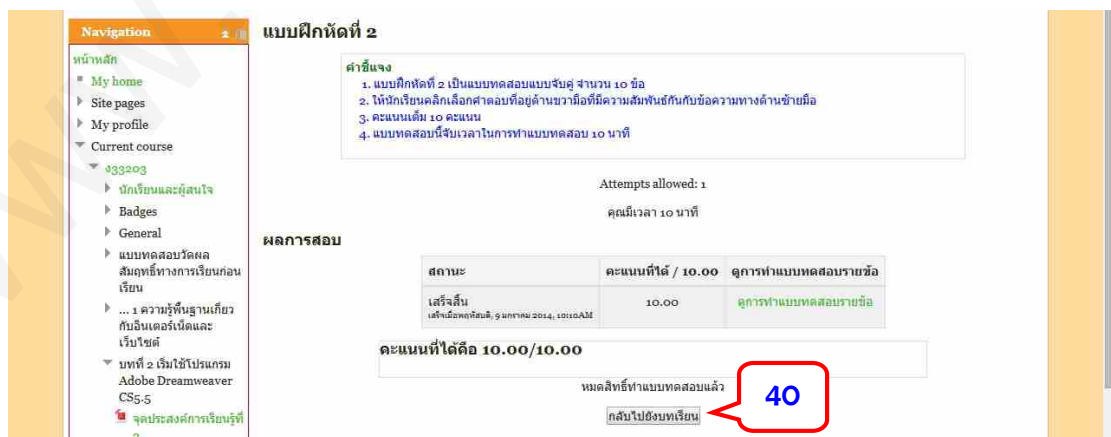 Navigation
หน้าหลัก
My home
Site pages
My profile
Current course
ง33203
นักเรียนและผู้สนใจ
Badges
General
แบบทดสอบวัดผล
สัมฤทธิ์ทางการเรียนก่อน
เรียน
... 1 ความรู้พื้นฐานเกี่ยว
กับอินเตอร์เน็ตและ
เว็บไซต์
บทที่ 2 เริ่มใช้โปรแกรม
Adobe Dreamweaver
CS5.5
จุดประสงค์การเรียนรู้ที่
แบบฝึกหัดที่ 2
คำชี้แจง
1. แบบฝึกหัดที่ 2 เป็นแบบทดสอบแบบจับคู่ จำนวน 10 ข้อ
2. ให้นักเรียนคลิกเลือกคำตอบที่อยู่ด้านขวามือที่มีความสัมพันธ์กันกับข้อความทางด้านซ้ายมือ
3. คะแนนเต็ม 10 คะแนน
4. แบบทดสอบนี้จับเวลาในการทำแบบทดสอบ 10 นาที
Attempts allowed: 1
คุณมีเวลา 10 นาที
ผลการสอบ
สถานะ คะแนนที่ได้ / 10.00 ดูการทำแบบทดสอบรายข้อ
เสร็จสิ้น 10.00 ดูการทำแบบทดสอบรายข้อ
เสร็จเมื่อพฤหัสบดี, 9 มกราคม 2014, 10:10AM
คะแนนที่ได้คือ 10.00/10.00
หมดสิทธิ์ทำแบบทดสอบแล้ว
กลับไปยังบทเรียน
40